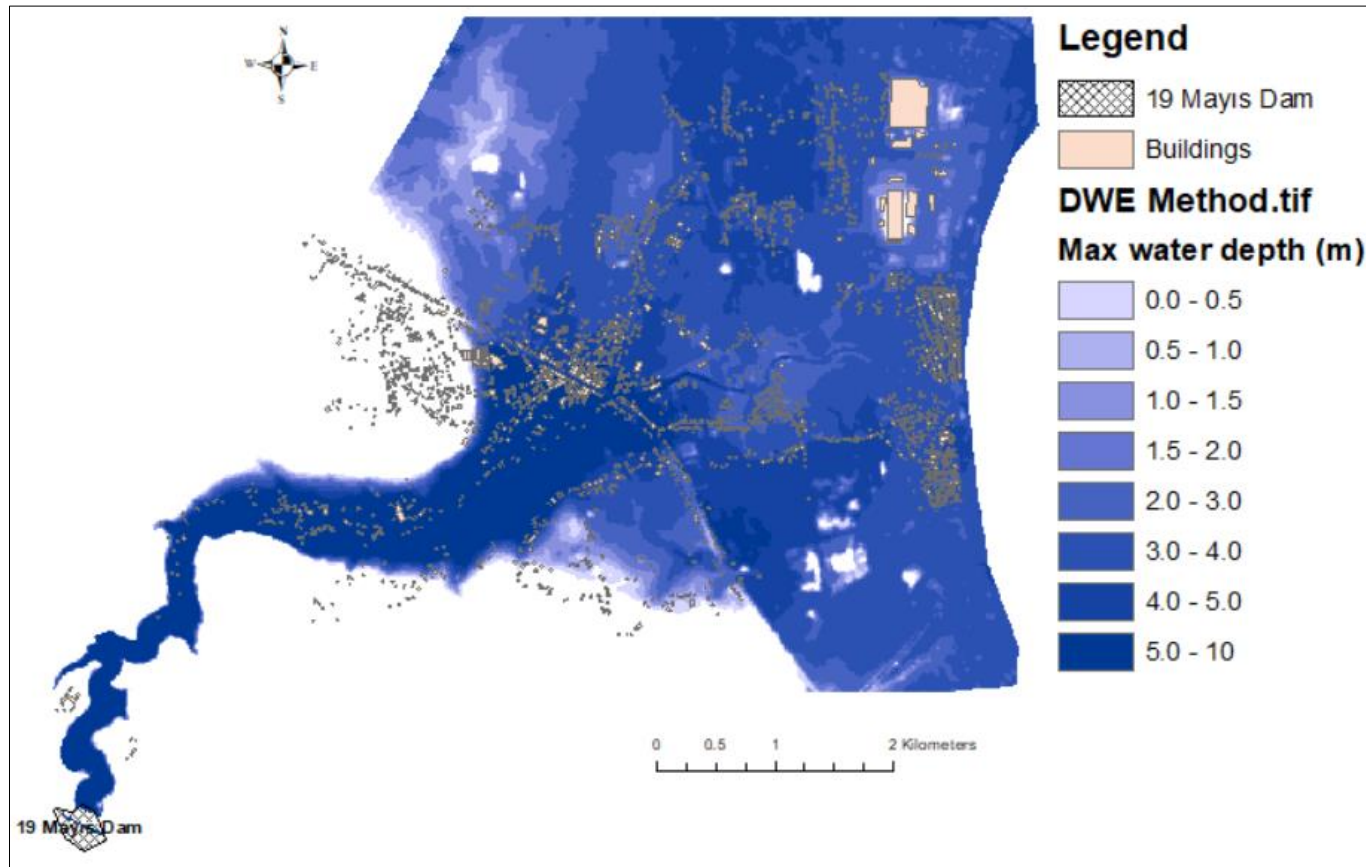 N
W E
S
Legend
19 Mayıs Dam
Buildings
DWE Method.tif
Max water depth (m)
0.0 - 0.5
0.5 - 1.0
1.0 - 1.5
1.5 - 2.0
2.0 - 3.0
3.0 - 4.0
4.0 - 5.0
5.0 - 10
0 0.5 1 2 Kilometers
19 Mayıs Dam